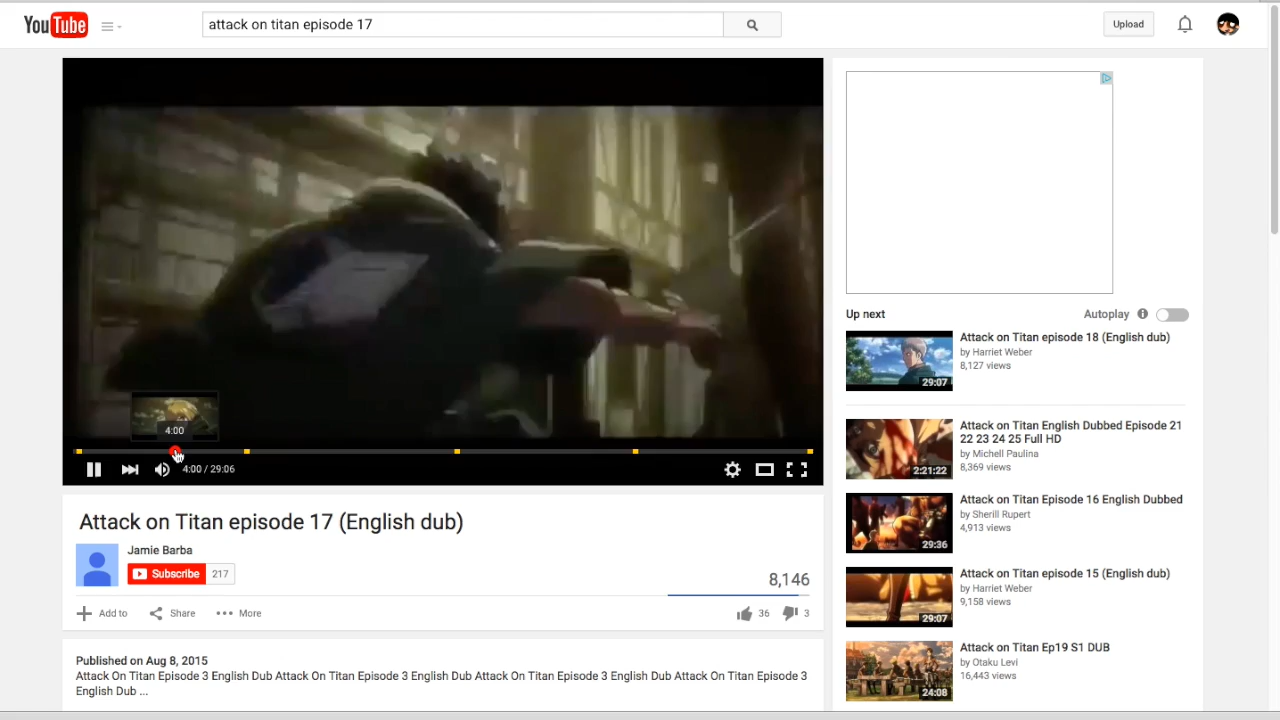 YouTube
attack on titan episode 17
Upload
4:00
4:00 / 29:06
Attack on Titan episode 17 (English dub)
Jamie Barba
Subscribe 217
8,146
Add to
Share
More
36
3
Published on Aug 8, 2015
Attack On Titan Episode 3 English Dub Attack On Titan Episode 3 English Dub Attack On Titan Episode 3 English Dub Attack On Titan Episode 3
English Dub ...
Up next
Autoplay
Attack on Titan episode 18 (English dub)
by Harriet Weber
8,127 views
29:07
Attack on Titan English Dubbed Episode 21
22 23 24 25 Full HD
by Michell Paulina
8,369 views
2:21:22
Attack on Titan Episode 16 English Dubbed
by Sherill Rupert
4,913 views
29:36
Attack on Titan episode 15 (English dub)
by Harriet Weber
9,158 views
29:07
Attack on Titan Ep19 S1 DUB
by Otaku Levi
16,443 views
24:08